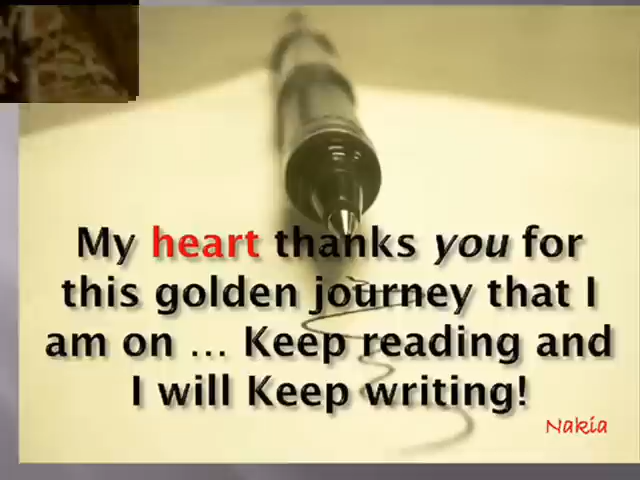 My heart thanks you for
this golden journey that I
am on … Keep reading and
I will Keep writing!
Nakia